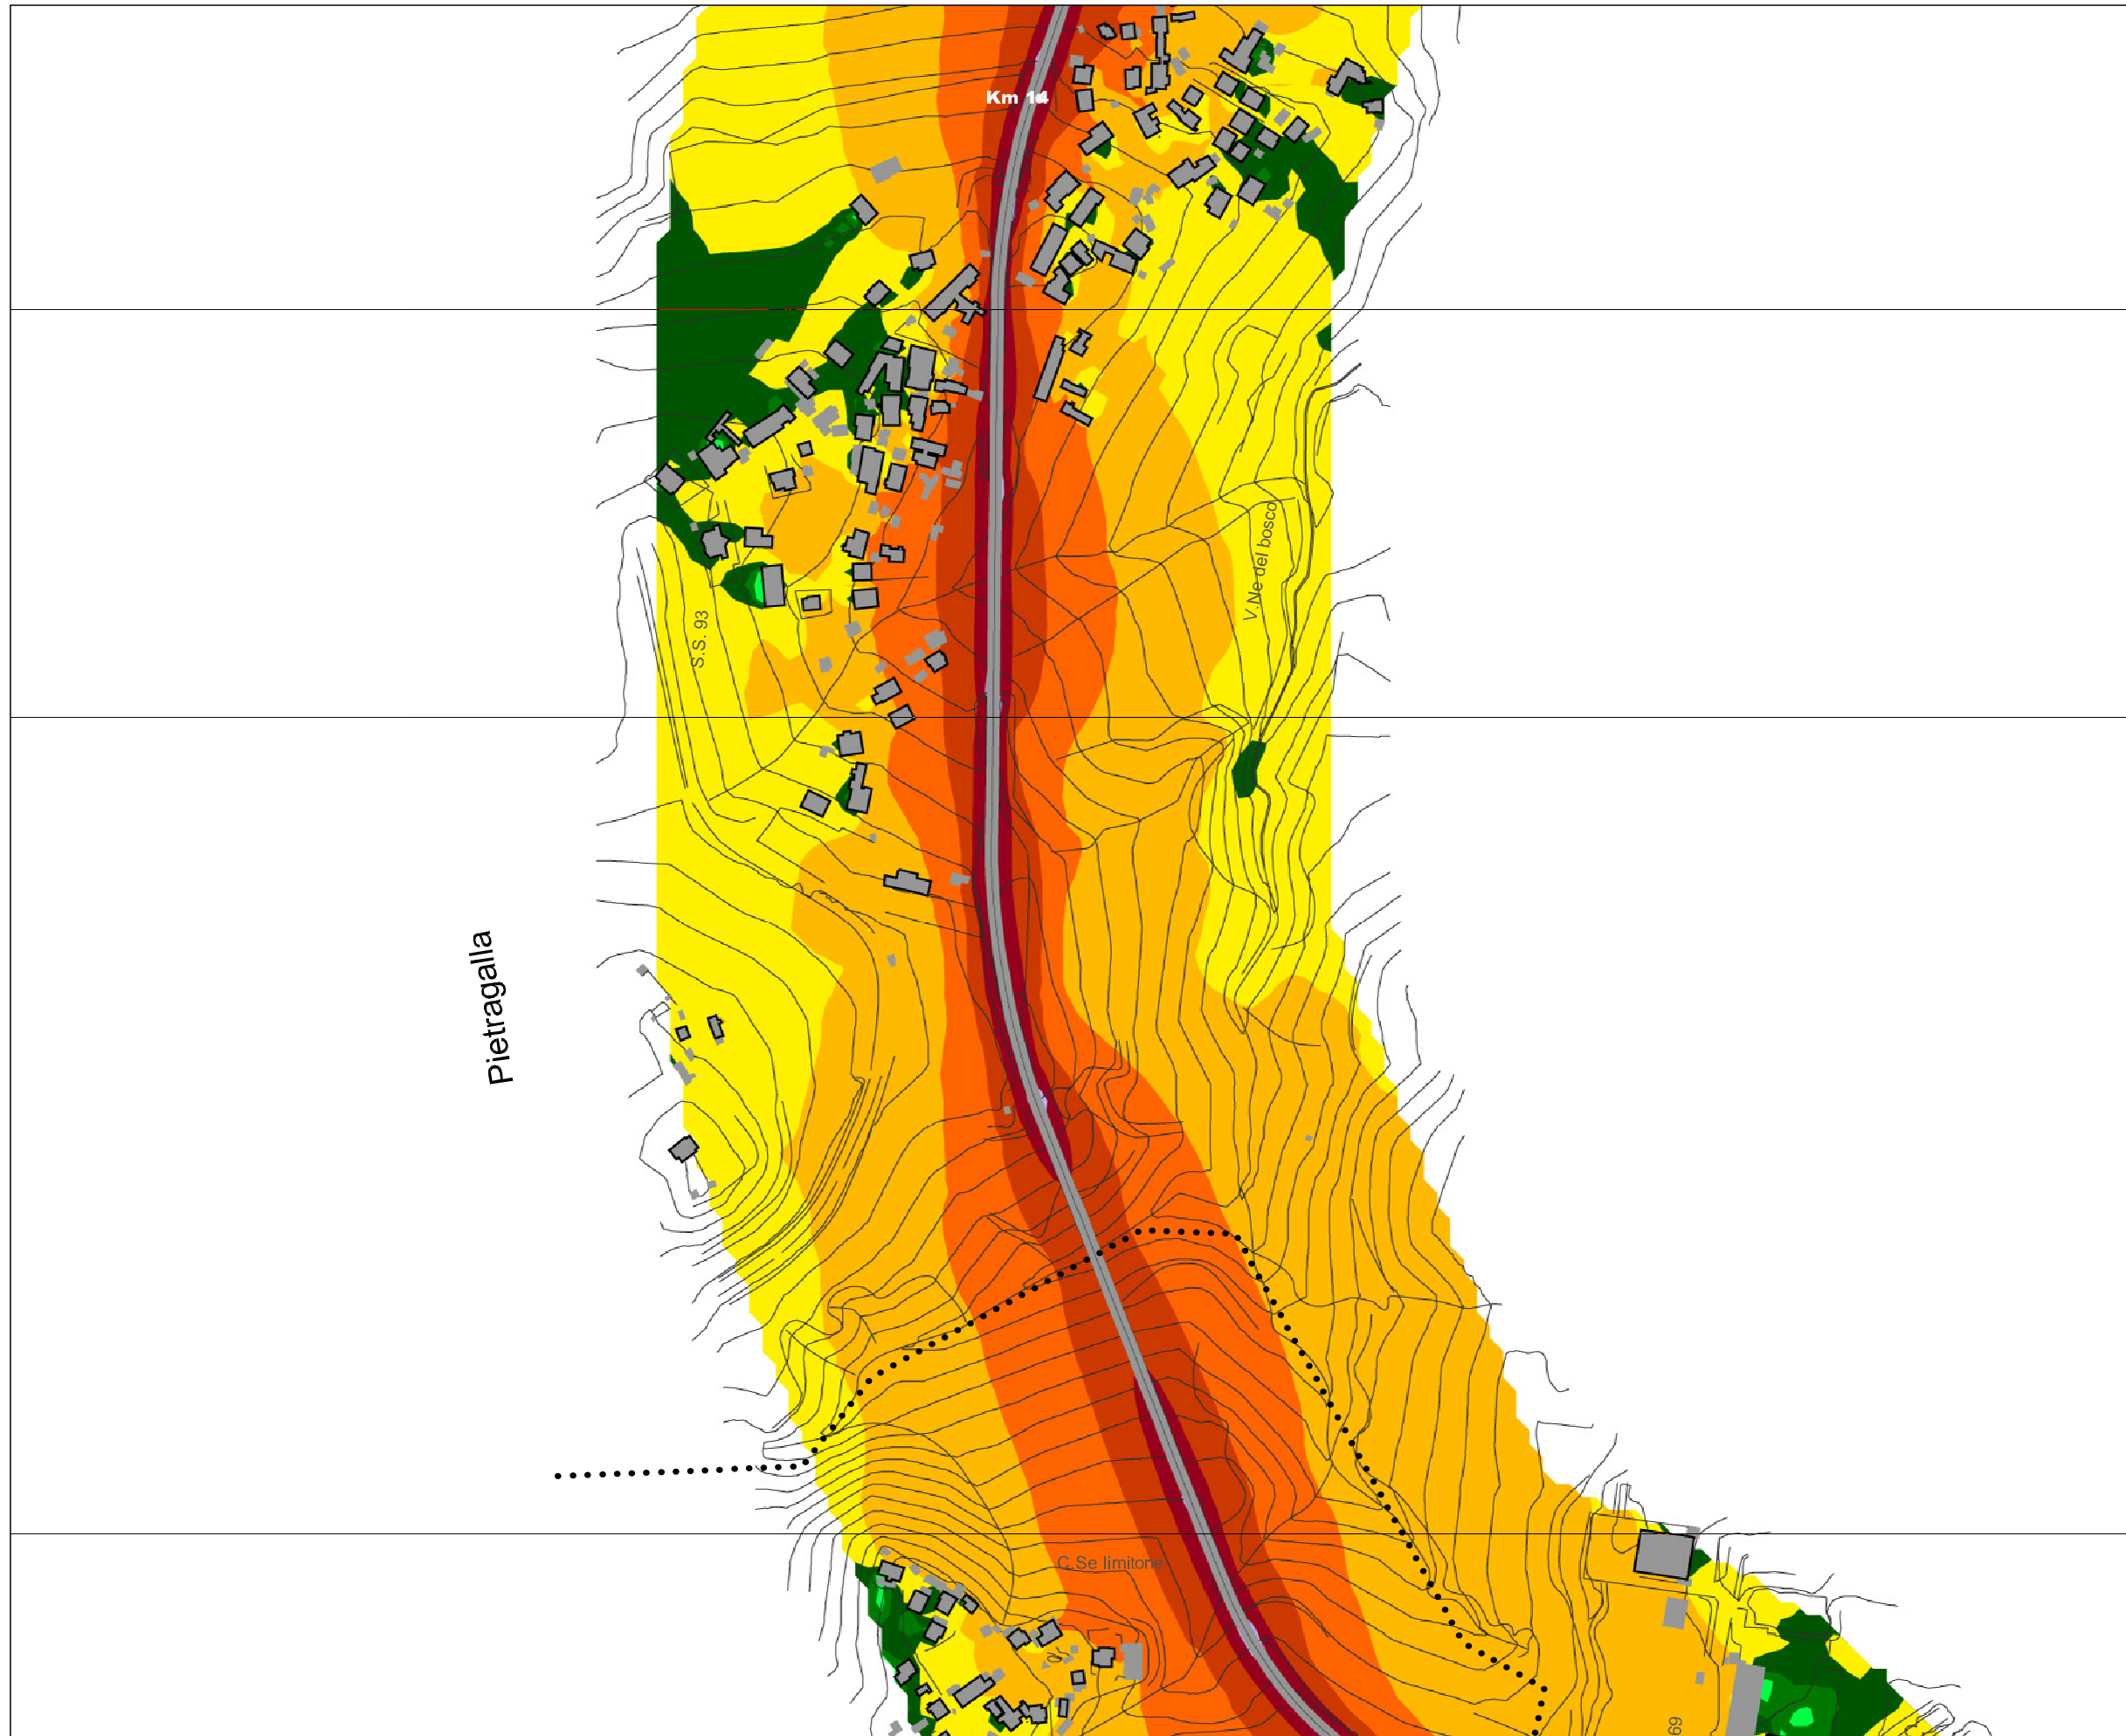 Km 14
V.Ne del bosco
S.S. 93
Pietragalla
C.Se limitone
69